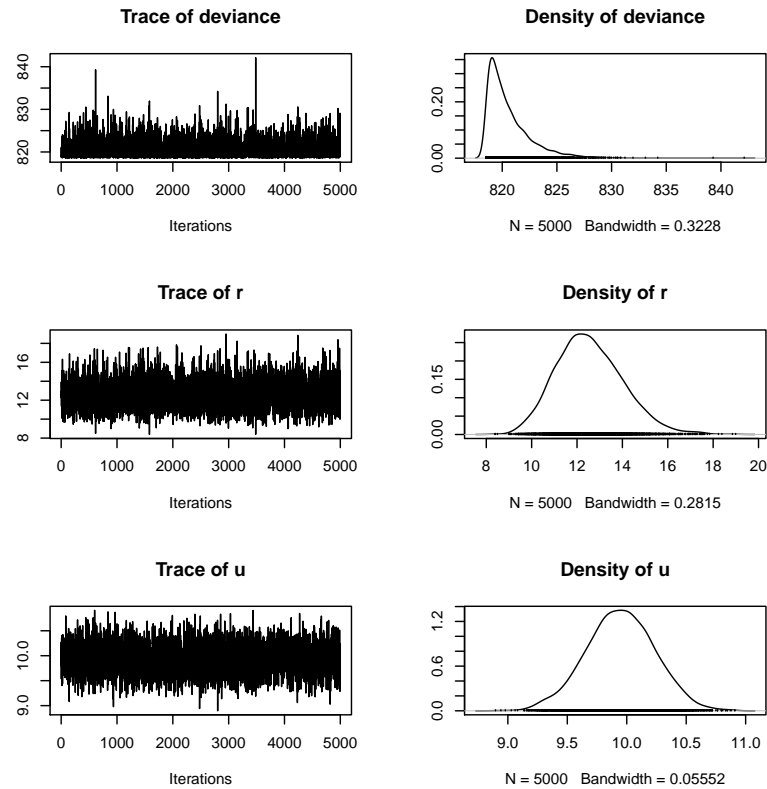 Trace of deviance
820 830 840
0 1000 2000 3000 4000 5000
Iterations
Density of deviance
0.00 0.20
820 825 830 835 840
N = 5000 Bandwidth = 0.3228
Trace of r
8 12 16
0 1000 2000 3000 4000 5000
Iterations
Density of r
0.00 0.15
8 10 12 14 16 18 20
N = 5000 Bandwidth = 0.2815
Trace of u
9.0 10.0
0 1000 2000 3000 4000 5000
Iterations
Density of u
0.0 0.6 1.2
9.0 9.5 10.0 10.5 11.0
N = 5000 Bandwidth = 0.05552